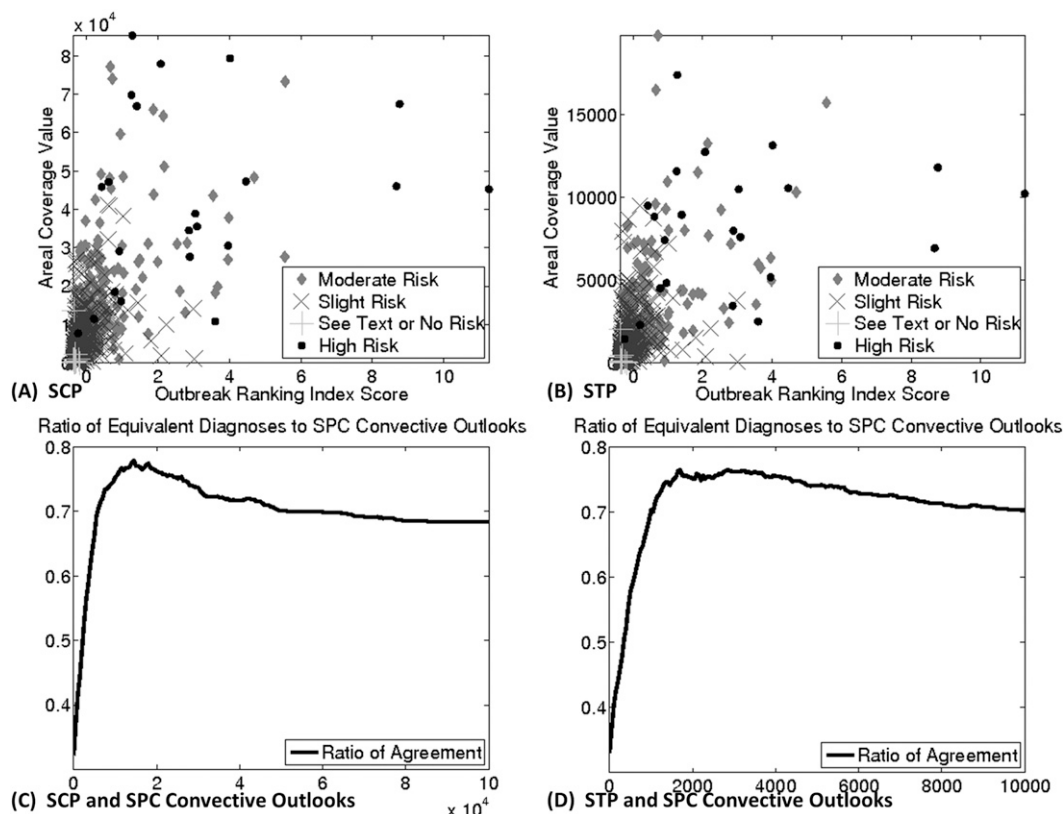 x 10⁴
8
7
6
5
4
3
2
1
0
Areal Coverage Value
0 2 4 6 8 10
Outbreak Ranking Index Score
Moderate Risk
Slight Risk
See Text or No Risk
High Risk
(A) SCP
15000
10000
5000
0
Areal Coverage Value
0 2 4 6 8 10
Outbreak Ranking Index Score
Moderate Risk
Slight Risk
See Text or No Risk
High Risk
(B) STP
Ratio of Equivalent Diagnoses to SPC Convective Outlooks
0.8
0.7
0.6
0.5
0.4
Ratio of Agreement
0 2 4 6 8 10
x 10⁴
(C) SCP and SPC Convective Outlooks
Ratio of Equivalent Diagnoses to SPC Convective Outlooks
0.8
0.7
0.6
0.5
0.4
Ratio of Agreement
0 2000 4000 6000 8000 10000
(D) STP and SPC Convective Outlooks